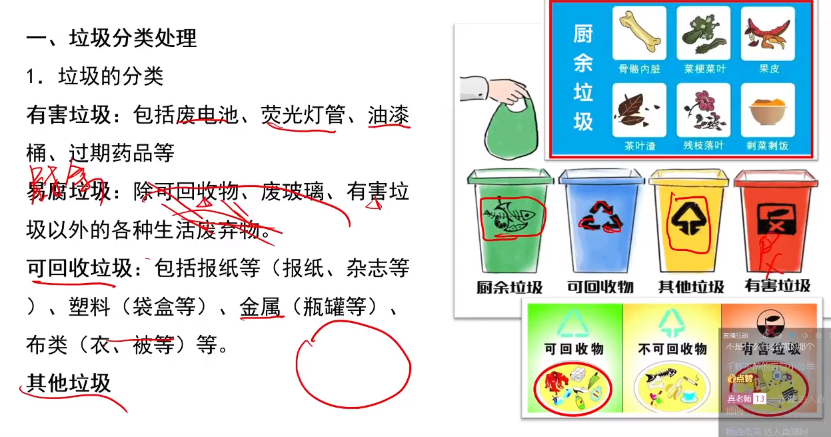 一、垃圾分类处理
1．垃圾的分类
有害垃圾：包括废电池、荧光灯管、油漆
桶、过期药品等
易腐垃圾：除可回收物、废玻璃、有害垃
圾以外的各种生活废弃物。
可回收垃圾：包括报纸等（报纸、杂志等
）、塑料（袋盒等）、金属（瓶罐等）、
布类（衣、被等）等。
其他垃圾
厨余垃圾
骨骼内脏 菜梗菜叶 果皮
茶叶渣 残枝落叶 剩菜剩饭
厨余垃圾 可回收物 其他垃圾 有害垃圾
可回收物 不可回收物 有害垃圾
点赞
13